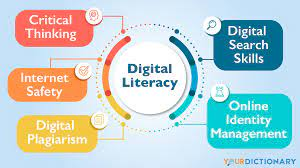 Critical
Thinking
Internet
Safety
Digital
Plagiarism
Digital
Literacy
Digital
Search
Skills
Online
Identity
Management
YOURDICTIONARY